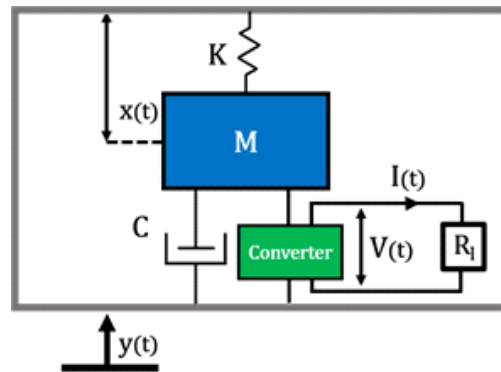 K
x(t)
M
I(t)
C
Converter
V(t)
Rₗ
y(t)